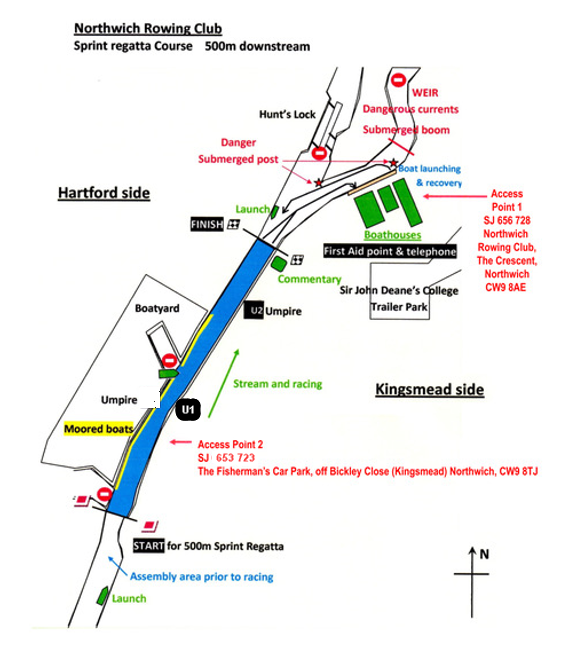 Northwich Rowing Club
Sprint regatta Course 500m downstream
WEIR
Dangerous currents
Submerged boom
Hunt's Lock
Danger
Submerged post
Boat launching
& recovery
Hartford side
Access
Point 1
SJ 656 728
Northwich
Rowing Club,
The Crescent,
Northwich
CW9 8AE
Launch
FINISH
Boathouses
First Aid point & telephone
Commentary
Sir John Deane's College
Trailer Park
Boatyard
U2 Umpire
Stream and racing
Kingsmead side
Umpire
U1
Moored boats
Access Point 2
SJ 653 723
The Fisherman's Car Park, off Bickley Close (Kingsmead) Northwich, CW9 8TJ
START for 500m Sprint Regatta
N
Assembly area prior to racing
Launch